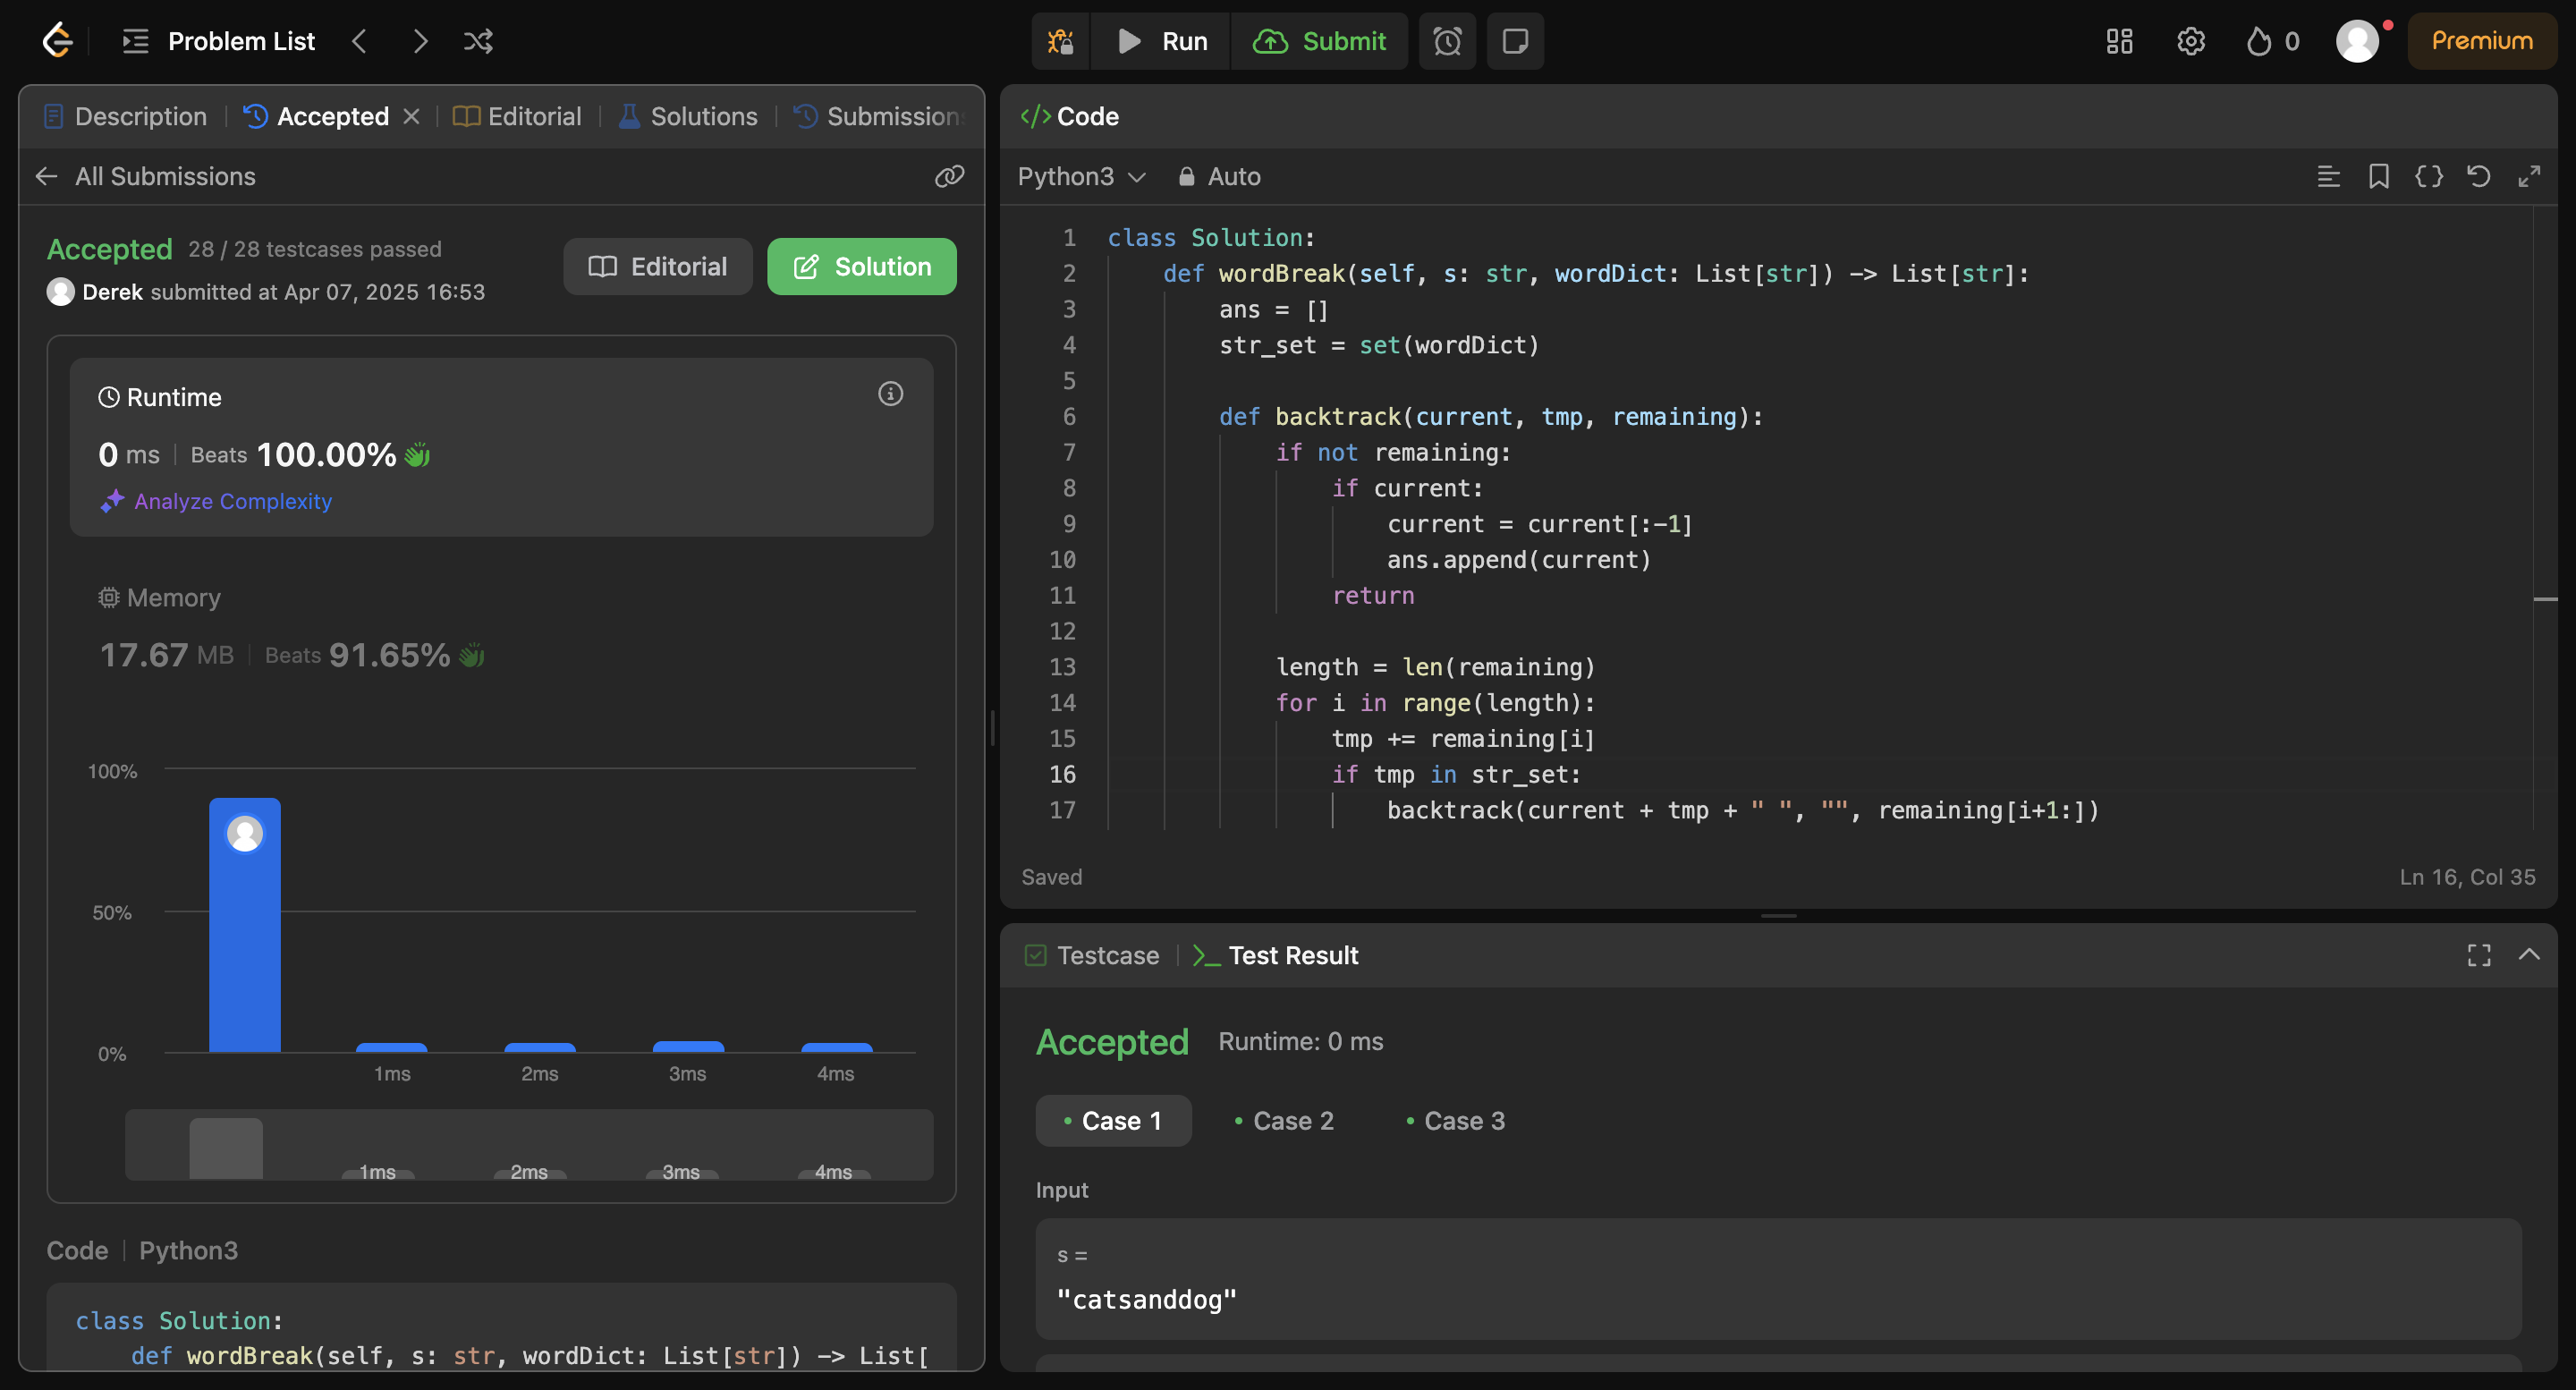 Problem List
Run
Submit
0
Premium
Description
Accepted
Editorial
Solutions
Submission
All Submissions
Accepted 28 / 28 testcases passed
Derek submitted at Apr 07, 2025 16:53
Editorial
Solution
Runtime
0 ms | Beats 100.00%
Analyze Complexity
Memory
17.67 MB | Beats 91.65%
100%
50%
0%
1ms 2ms 3ms 4ms
1ms 2ms 3ms 4ms
Code | Python3
class Solution:
    def wordBreak(self, s: str, wordDict: List[str]) -> List[
</> Code
Python3
Auto
1 class Solution:
2     def wordBreak(self, s: str, wordDict: List[str]) -> List[str]:
3         ans = []
4         str_set = set(wordDict)
5
6         def backtrack(current, tmp, remaining):
7             if not remaining:
8                 if current:
9                     current = current[:-1]
10                     ans.append(current)
11                 return
12
13             length = len(remaining)
14             for i in range(length):
15                 tmp += remaining[i]
16                 if tmp in str_set:
17                     backtrack(current + tmp + " ", "", remaining[i+1:])
Saved
Ln 16, Col 35
Testcase
Test Result
Accepted Runtime: 0 ms
Case 1
Case 2
Case 3
Input
s =
"catsanddog"